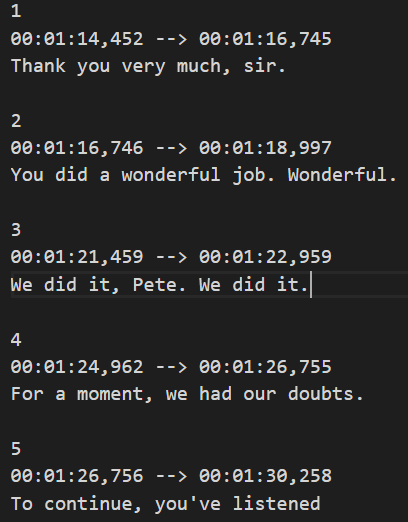 1
00:01:14,452 --> 00:01:16,745
Thank you very much, sir.
2
00:01:16,746 --> 00:01:18,997
You did a wonderful job. Wonderful.
3
00:01:21,459 --> 00:01:22,959
We did it, Pete. We did it.
4
00:01:24,962 --> 00:01:26,755
For a moment, we had our doubts.
5
00:01:26,756 --> 00:01:30,258
To continue, you've listened